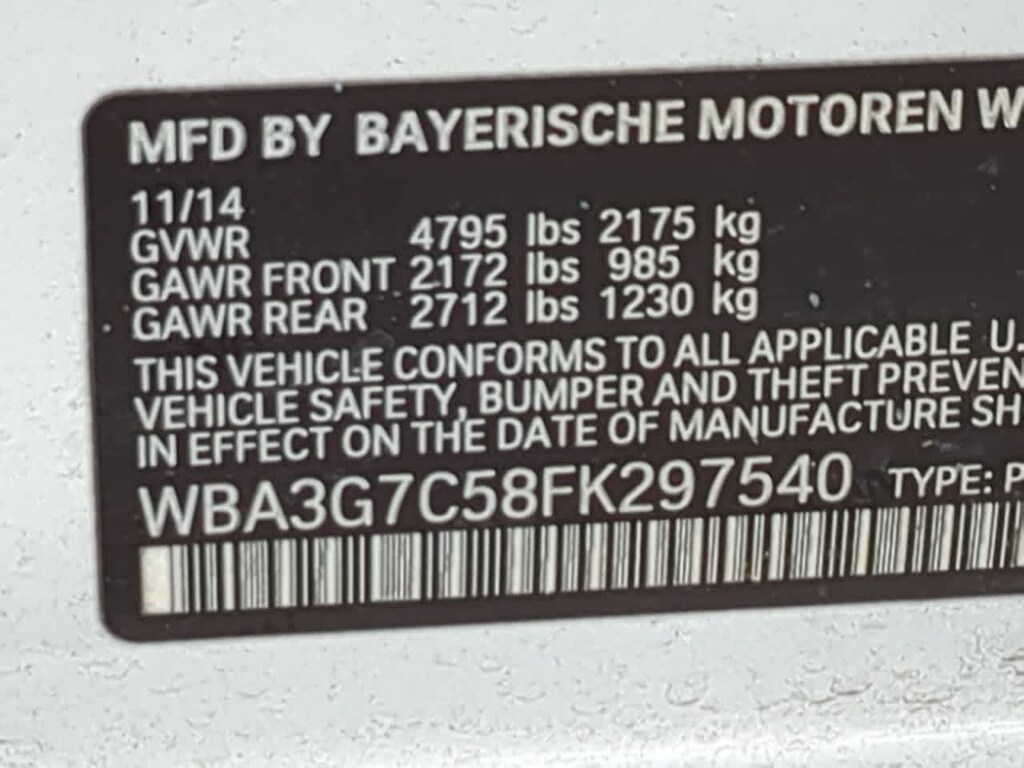 MFD BY BAYERISCHE MOTOREN W
11/14
GVWR 4795 lbs 2175 kg
GAWR FRONT 2172 lbs 985 kg
GAWR REAR 2712 lbs 1230 kg
THIS VEHICLE CONFORMS TO ALL APPLICABLE U.
VEHICLE SAFETY, BUMPER AND THEFT PREVEN
IN EFFECT ON THE DATE OF MANUFACTURE SH
WBA3G7C58FK297540 TYPE: P